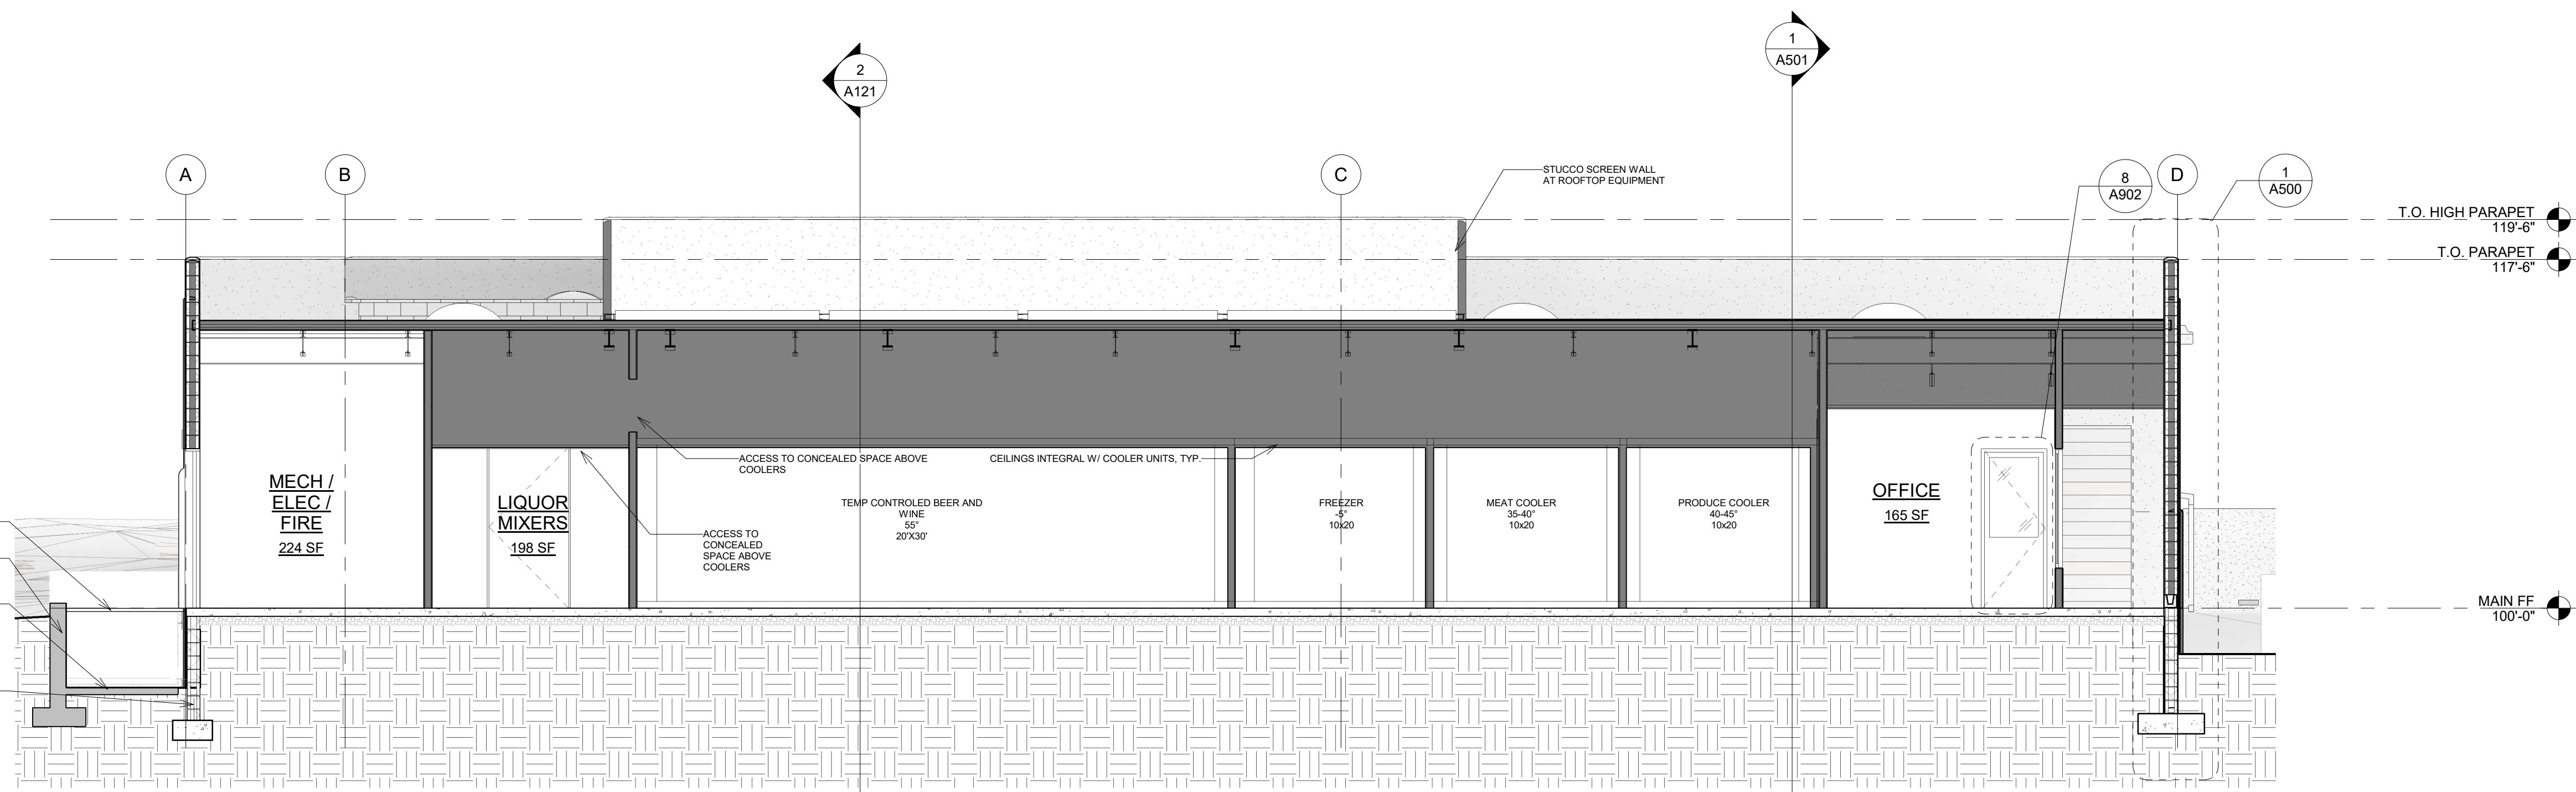 1
A501
2
A121
A
B
C
D
STUCCO SCREEN WALL
AT ROOFTOP EQUIPMENT
8
A902
1
A500
T.O. HIGH PARAPET
119'-6"
T.O. PARAPET
117'-6"
ACCESS TO CONCEALED SPACE ABOVE
COOLERS
CEILINGS INTEGRAL W/ COOLER UNITS, TYP.
MECH /
ELEC /
FIRE
224 SF
LIQUOR
MIXERS
198 SF
ACCESS TO
CONCEALED
SPACE ABOVE
COOLERS
TEMP CONTROLED BEER AND
WINE
55°
20'X30'
FREEZER
-5°
10x20
MEAT COOLER
35-40°
10x20
PRODUCE COOLER
40-45°
10x20
OFFICE
165 SF
MAIN FF
100'-0"